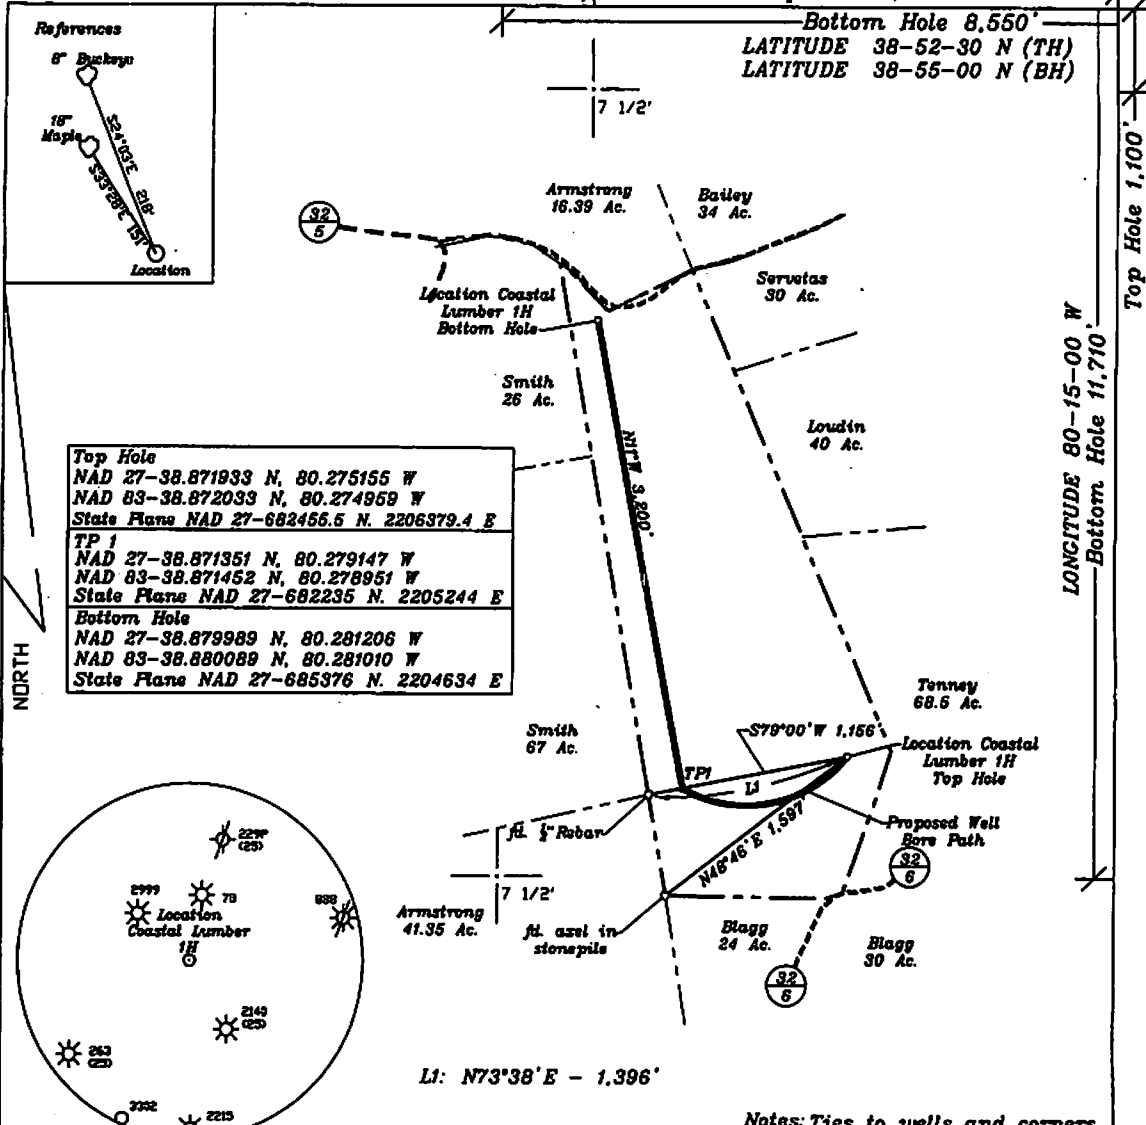 References
8" Buckeye
18"
Maple
S24°03'E 218'
S33°28'E 151'
Location
Bottom Hole 8,550'
LATITUDE 38-52-30 N (TH)
LATITUDE 38-55-00 N (BH)
Top Hole 1,100'
7 1/2'
32
5
Armstrong
16.39 Ac.
Bailey
34 Ac.
Servetas
30 Ac.
Location Coastal
Lumber 1H
Bottom Hole
Smith
26 Ac.
N11°W 3,200'
Loudin
40 Ac.
LONGITUDE 80-15-00 W
Bottom Hole 11,710'
Top Hole
NAD 27-38.871933 N, 80.275155 W
NAD 83-38.872033 N, 80.274959 W
State Plane NAD 27-682455.5 N. 2206379.4 E
TP 1
NAD 27-38.871351 N, 80.279147 W
NAD 83-38.871452 N, 80.278951 W
State Plane NAD 27-682235 N. 2205244 E
Bottom Hole
NAD 27-38.879989 N, 80.281206 W
NAD 83-38.880089 N, 80.281010 W
State Plane NAD 27-685376 N. 2204634 E
NORTH
Tenney
68.5 Ac.
Smith
67 Ac.
S79°00'W 1,156'
Location Coastal
Lumber 1H
Top Hole
TP1
L1
fd. ½" Rebar
Proposed Well
Bore Path
N48°46'E 1,597'
32
6
7 1/2'
Armstrong
41.35 Ac.
fd. axel in
stonepile
Blagg
24 Ac.
Blagg
30 Ac.
32
6
229P
(25)
2999
79
Location
Coastal Lumber
1H
2149
(25)
263
3352
2215
L1: N73°38'E - 1,396'
Notes: Ties to wells and corners